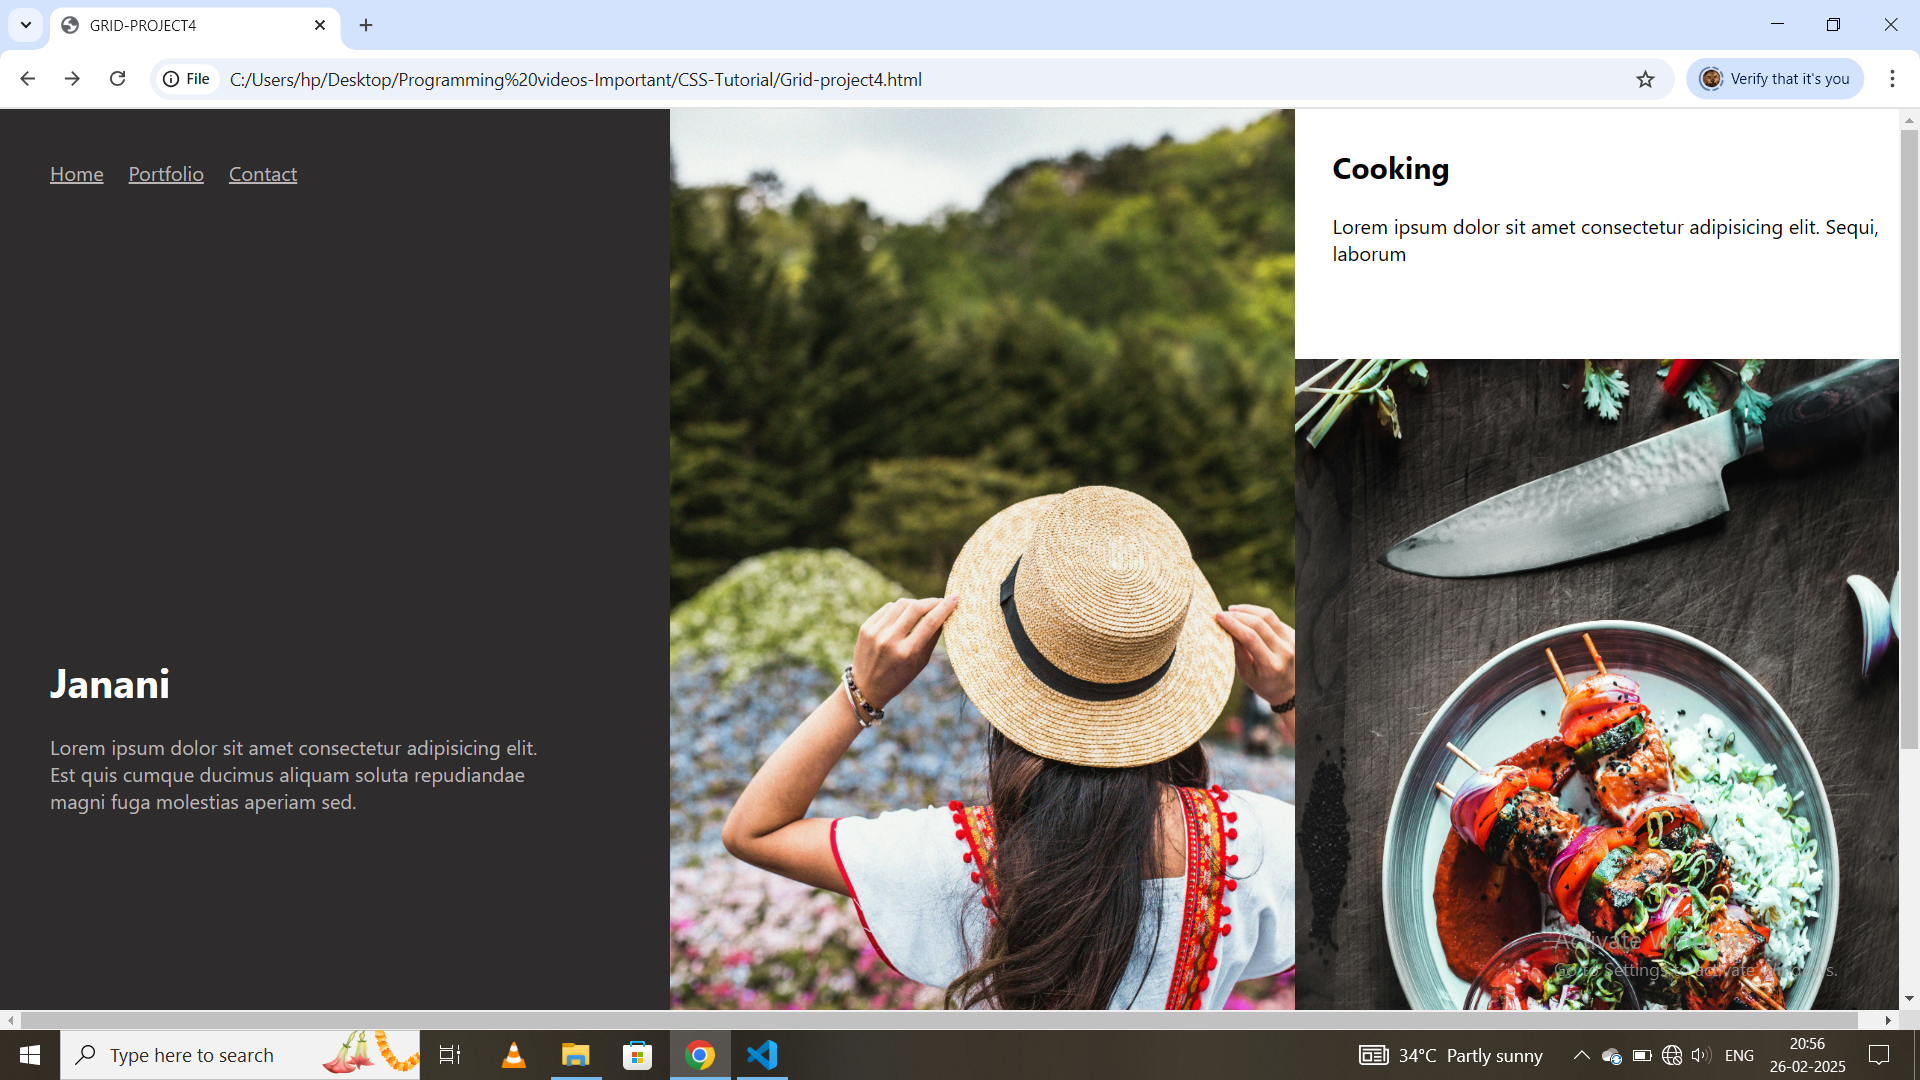 GRID-PROJECT4
File
C:/Users/hp/Desktop/Programming%20videos-Important/CSS-Tutorial/Grid-project4.html
Verify that it's you
Home Portfolio Contact
Janani
Lorem ipsum dolor sit amet consectetur adipisicing elit.
Est quis cumque ducimus aliquam soluta repudiandae
magni fuga molestias aperiam sed.
Cooking
Lorem ipsum dolor sit amet consectetur adipisicing elit. Sequi,
laborum
Activate Windows
Go to Settings to activate Windows.
Type here to search
34°C Partly sunny
ENG
20:56
26-02-2025